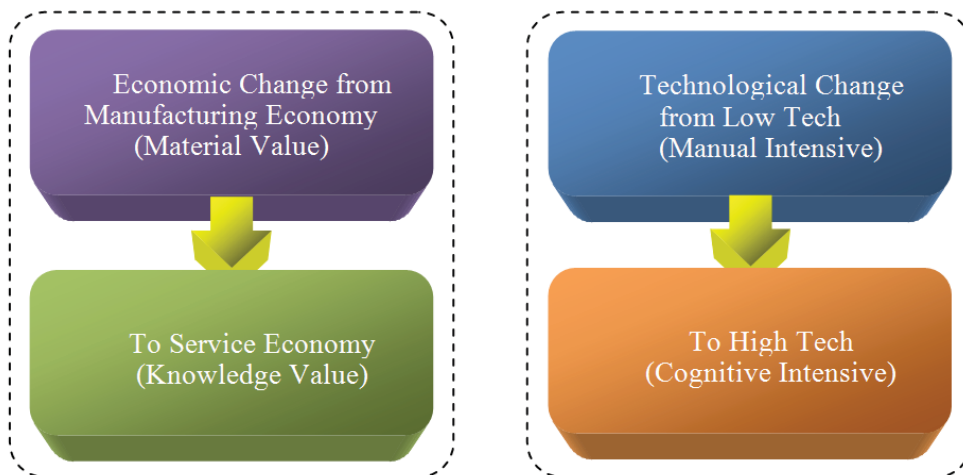 Economic Change from
Manufacturing Economy
(Material Value)
To Service Economy
(Knowledge Value)
Technological Change
from Low Tech
(Manual Intensive)
To High Tech
(Cognitive Intensive)